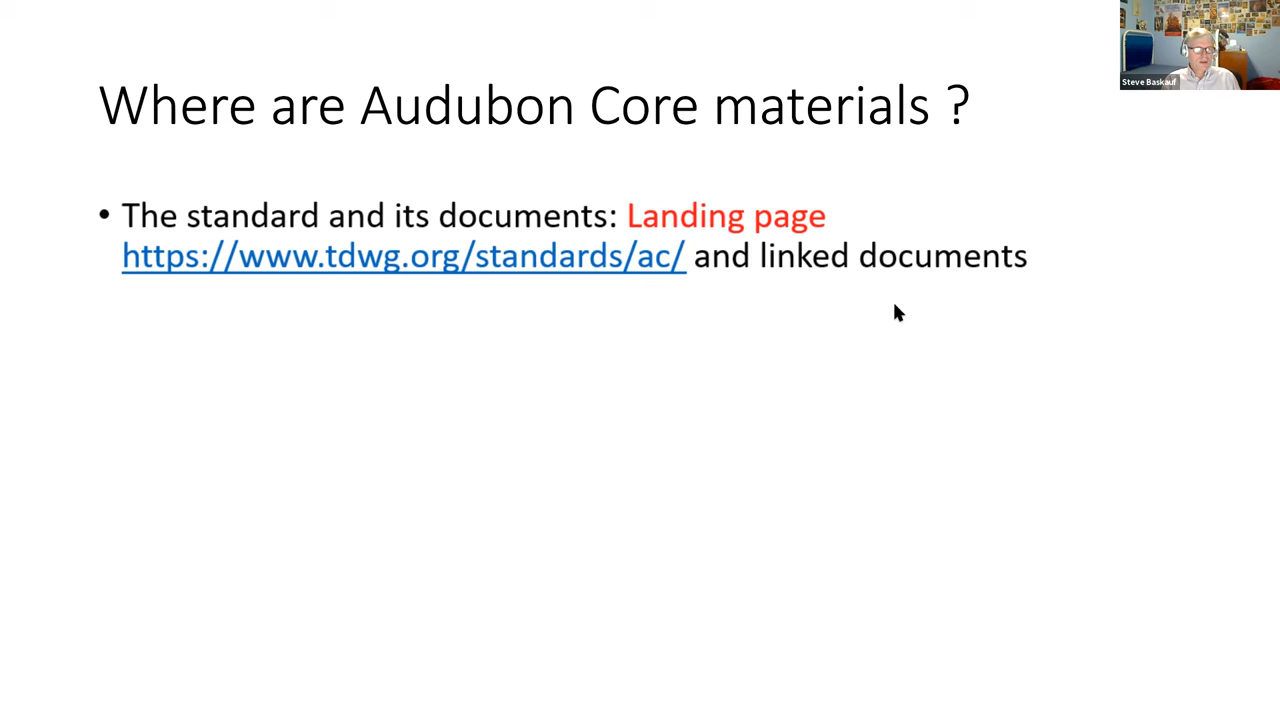 Where are Audubon Core materials ?
• The standard and its documents: Landing page
https://www.tdwg.org/standards/ac/ and linked documents
Steve Baskauf